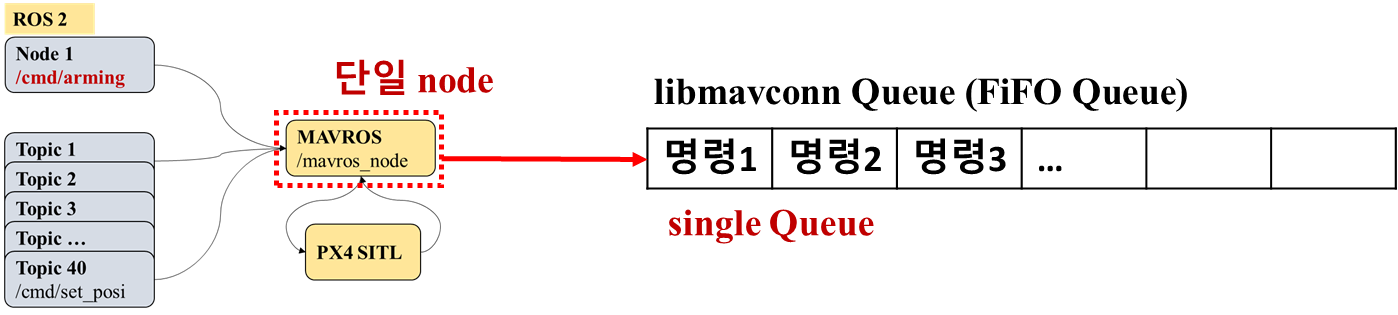 ROS 2
Node 1
/cmd/arming
Topic 1
Topic 2
Topic 3
Topic …
Topic 40
/cmd/set_posi
단일 node
MAVROS
/mavros_node
PX4 SITL
libmavconn Queue (FiFO Queue)
명령1 명령2 명령3 ...
single Queue